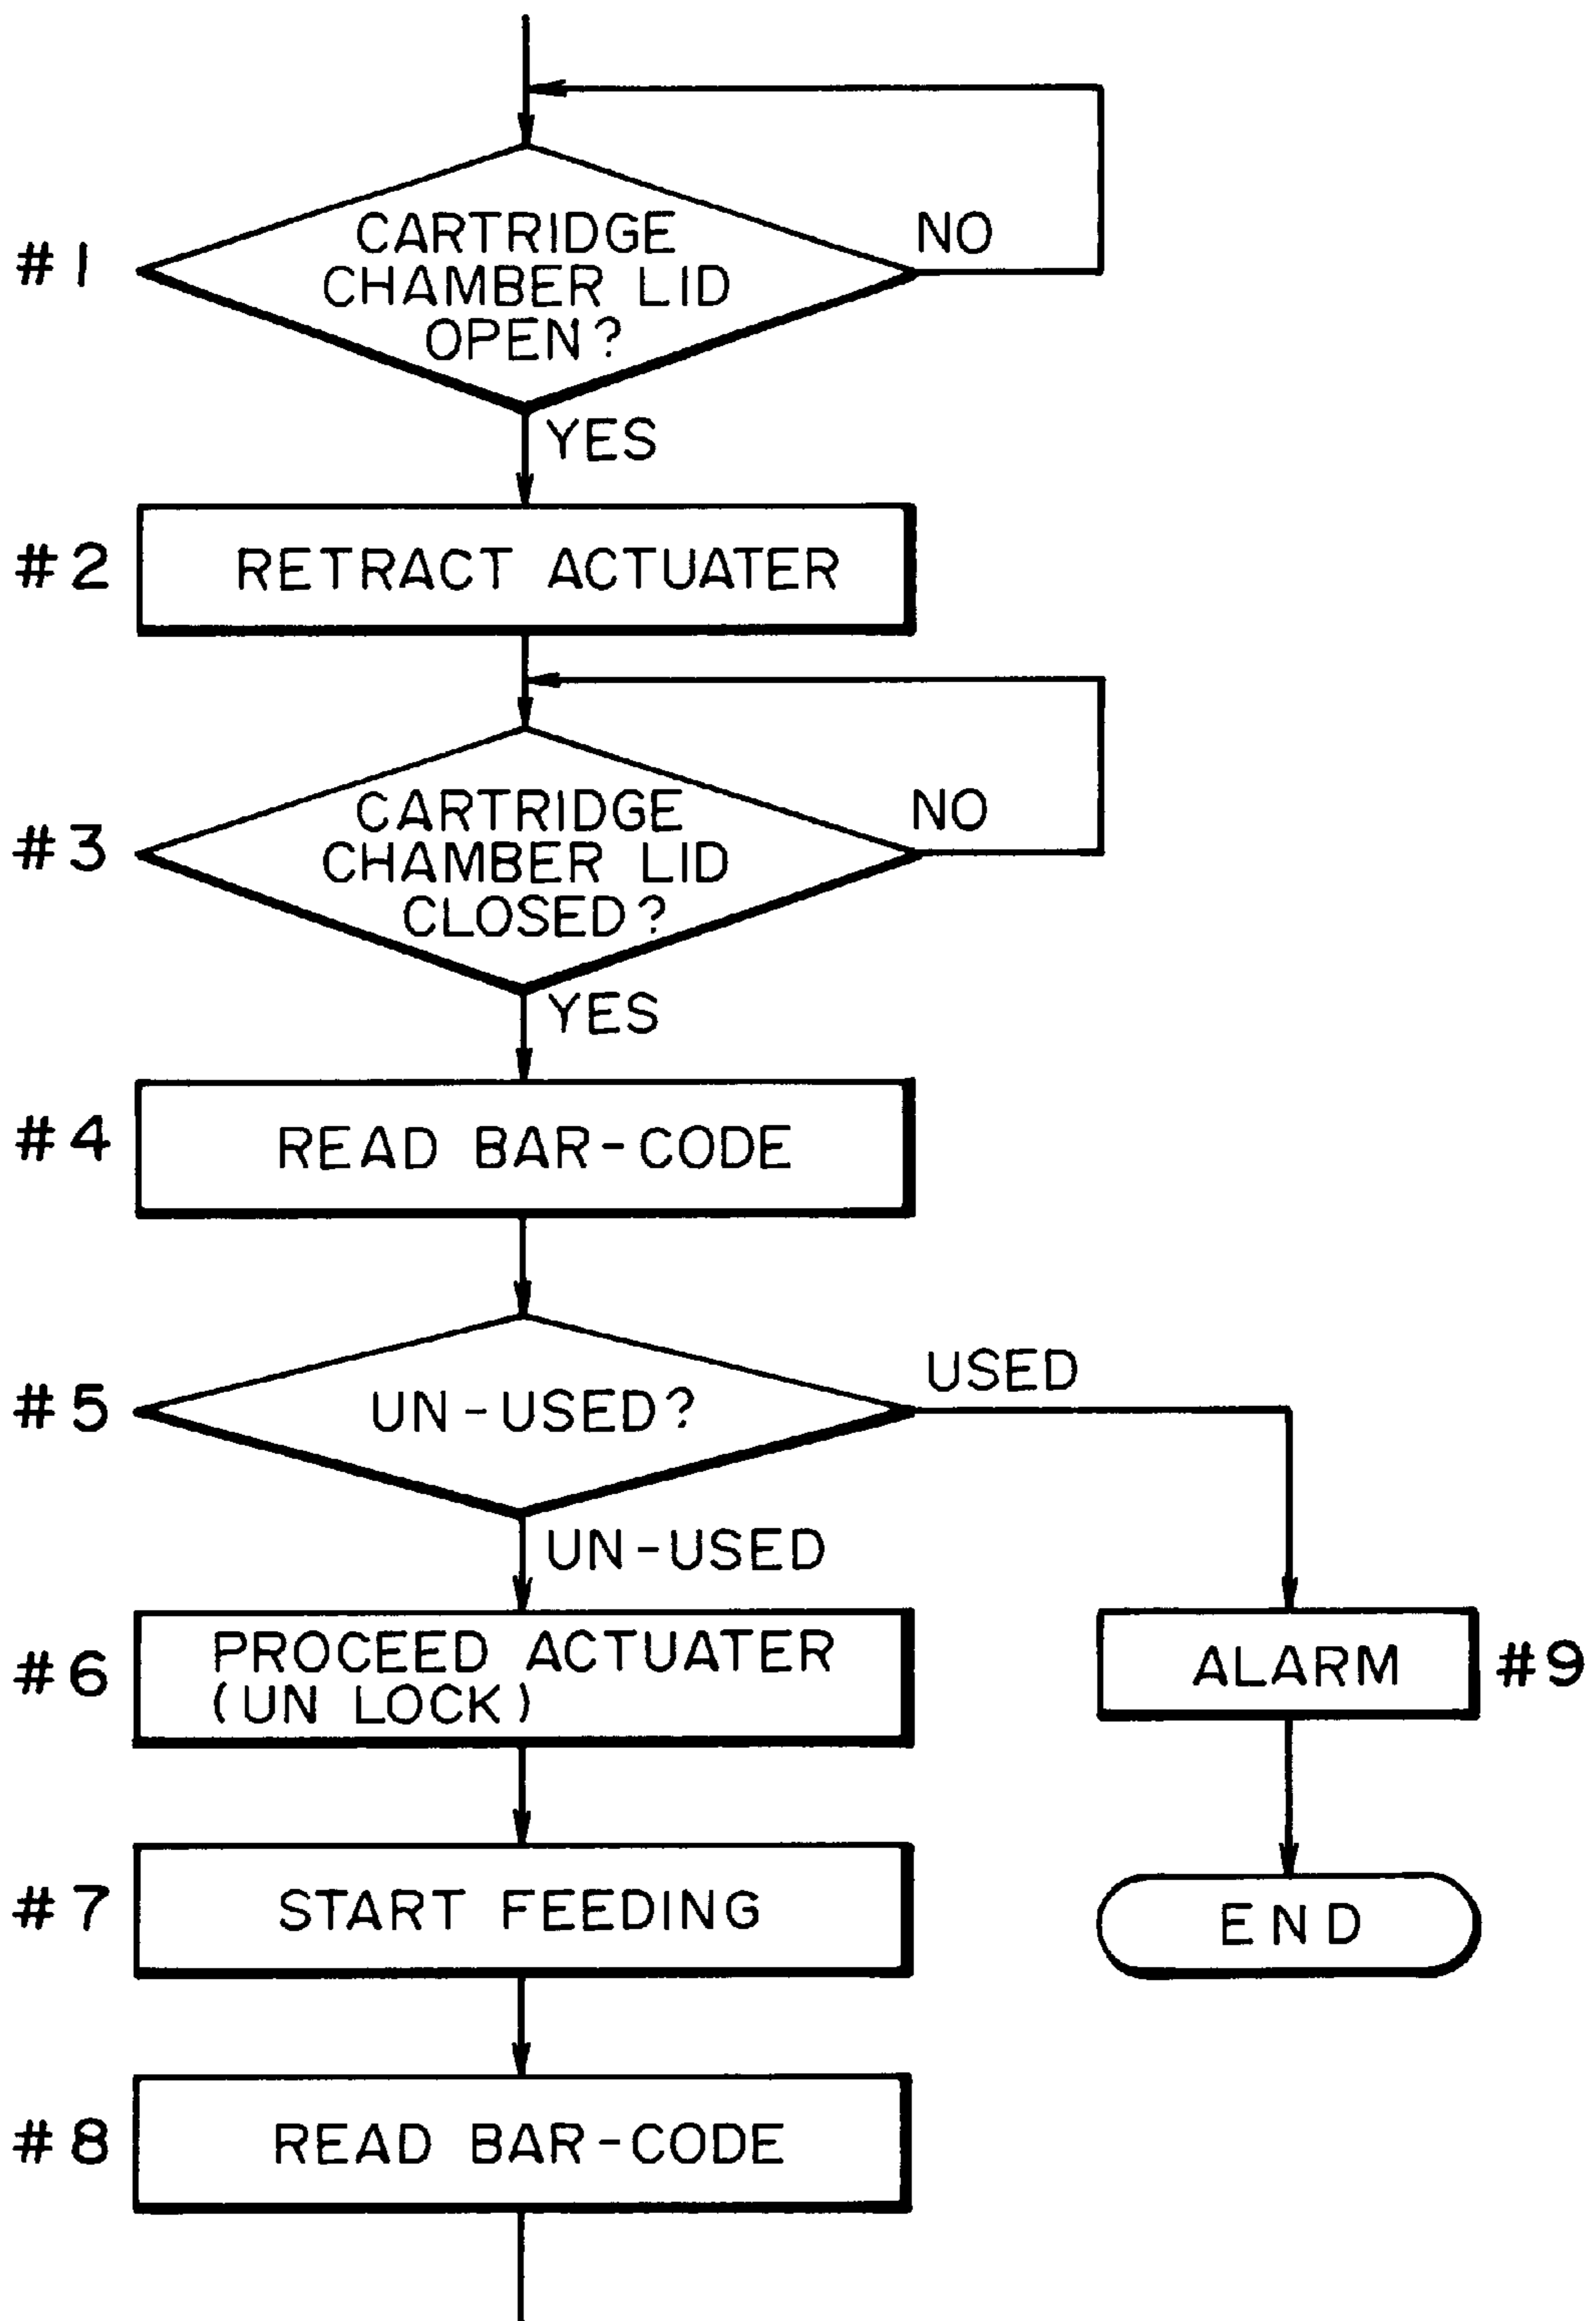 #1
CARTRIDGE
CHAMBER LID
OPEN?
NO
YES
#2
RETRACT ACTUATER
#3
CARTRIDGE
CHAMBER LID
CLOSED?
NO
YES
#4
READ BAR-CODE
#5
UN-USED?
USED
UN-USED
#6
PROCEED ACTUATER
(UN LOCK)
ALARM
#9
#7
START FEEDING
END
#8
READ BAR-CODE